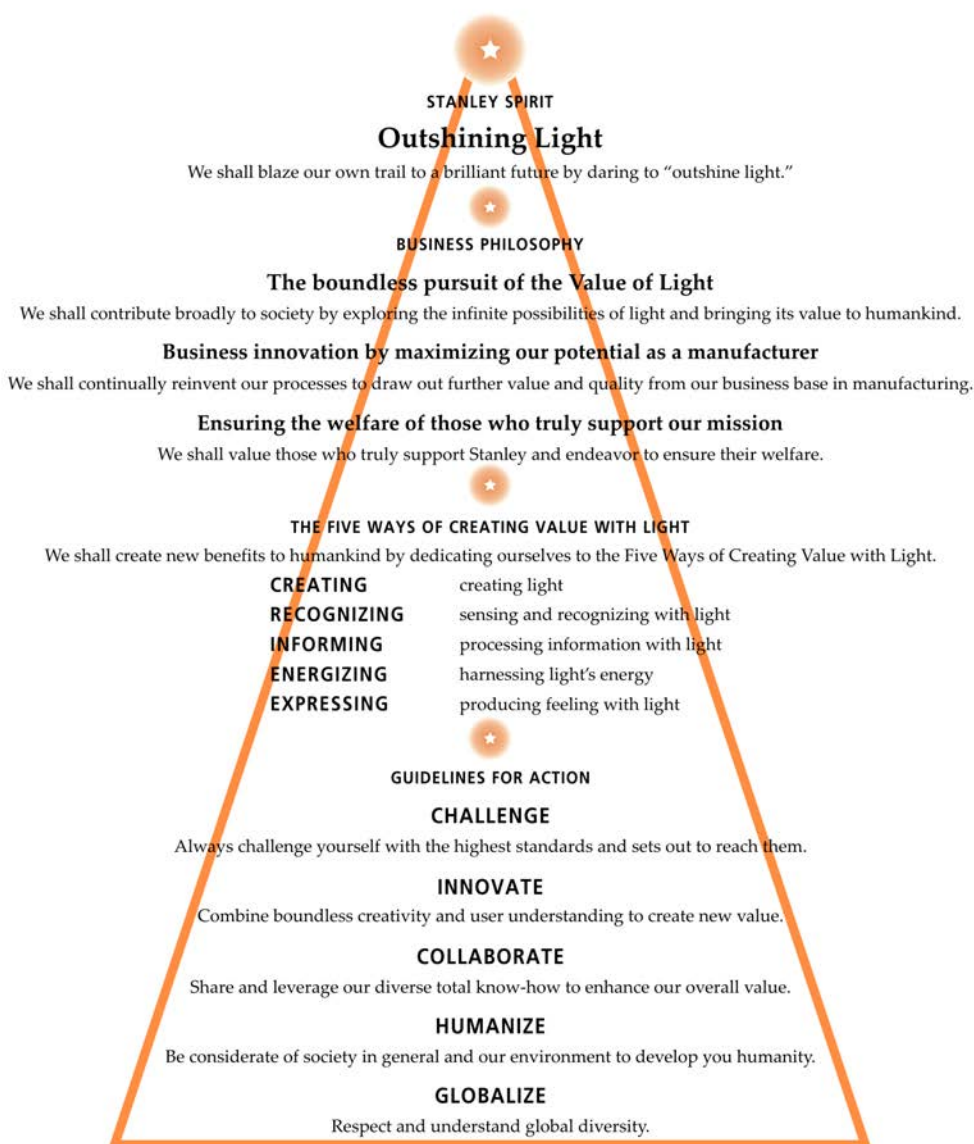 STANLEY SPIRIT
Outshining Light
We shall blaze our own trail to a brilliant future by daring to “outshine light.”
BUSINESS PHILOSOPHY
The boundless pursuit of the Value of Light
We shall contribute broadly to society by exploring the infinite possibilities of light and bringing its value to humankind.
Business innovation by maximizing our potential as a manufacturer
We shall continually reinvent our processes to draw out further value and quality from our business base in manufacturing.
Ensuring the welfare of those who truly support our mission
We shall value those who truly support Stanley and endeavor to ensure their welfare.
THE FIVE WAYS OF CREATING VALUE WITH LIGHT
We shall create new benefits to humankind by dedicating ourselves to the Five Ways of Creating Value with Light.
CREATING creating light
RECOGNIZING sensing and recognizing with light
INFORMING processing information with light
ENERGIZING harnessing light’s energy
EXPRESSING producing feeling with light
GUIDELINES FOR ACTION
CHALLENGE
Always challenge yourself with the highest standards and sets out to reach them.
INNOVATE
Combine boundless creativity and user understanding to create new value.
COLLABORATE
Share and leverage our diverse total know-how to enhance our overall value.
HUMANIZE
Be considerate of society in general and our environment to develop you humanity.
GLOBALIZE
Respect and understand global diversity.